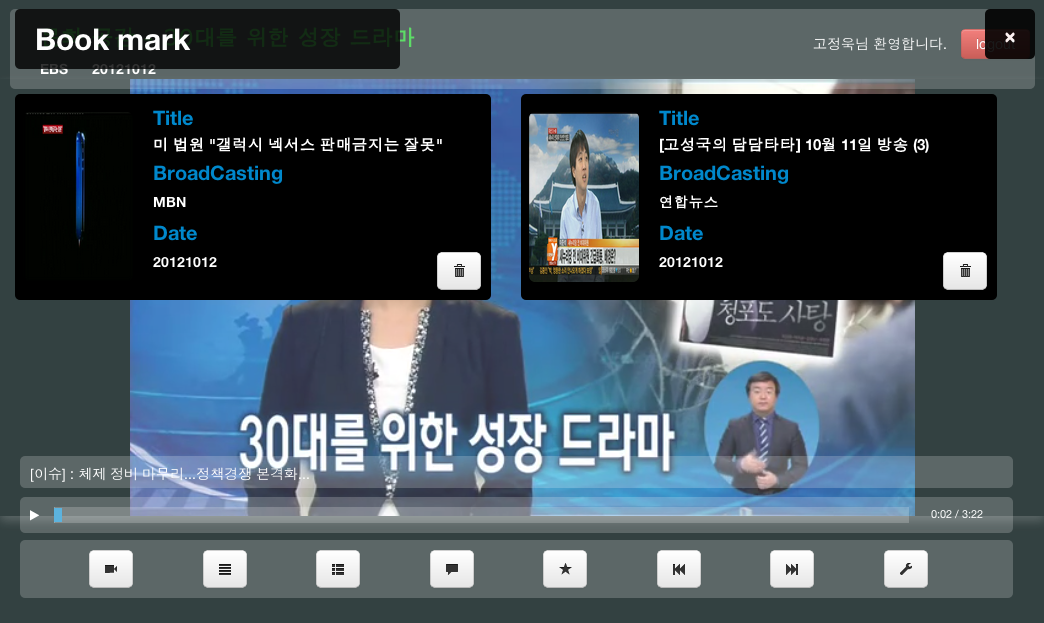 Book mark
30대를 위한 성장 드라마
EBS 20121012
고정욱님 환영합니다.
×
Title
미 법원 "갤럭시 넥서스 판매금지는 잘못"
BroadCasting
MBN
Date
20121012
Title
[고성국의 담담타타] 10월 11일 방송 (3)
BroadCasting
연합뉴스
Date
20121012
청포도 사탕
30대를 위한 성장 드라마
[이슈] : 체제 정비 마무리...정책경쟁 본격화...
0:02 / 3:22